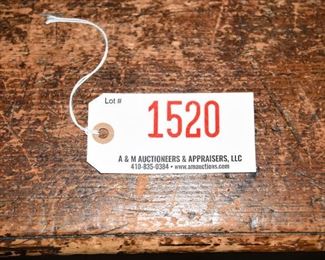 Lot #
1520
A & M AUCTIONEERS & APPRAISERS, LLC
410-835-0384 • www.amauctions.com